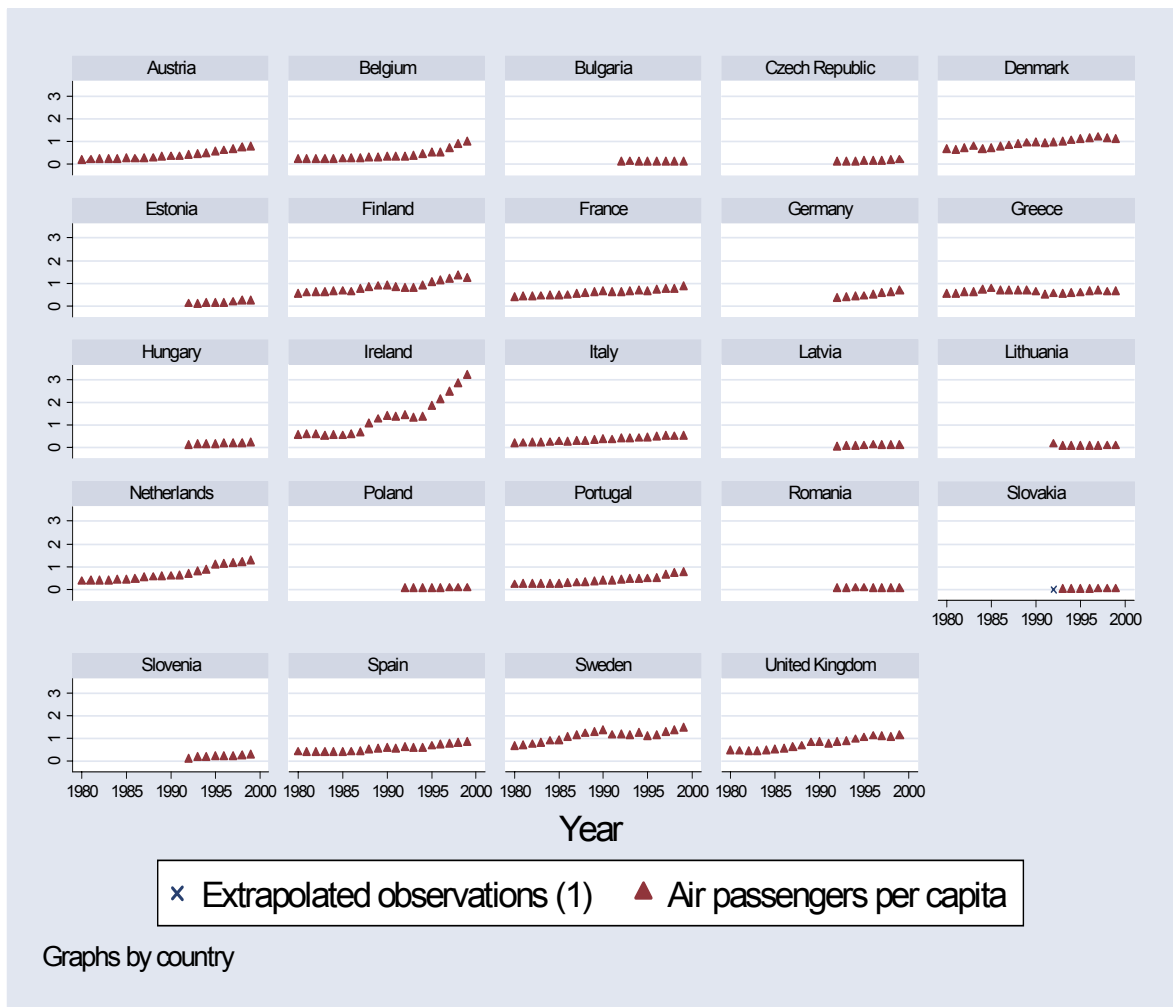 Austria Belgium Bulgaria Czech Republic Denmark
0 1 2 3
Estonia Finland France Germany Greece
0 1 2 3
Hungary Ireland Italy Latvia Lithuania
0 1 2 3
Netherlands Poland Portugal Romania Slovakia
0 1 2 3
1980 1985 1990 1995 2000
Slovenia Spain Sweden United Kingdom
0 1 2 3
1980 1985 1990 1995 2000 1980 1985 1990 1995 2000 1980 1985 1990 1995 2000 1980 1985 1990 1995 2000
Year
Extrapolated observations (1) Air passengers per capita
Graphs by country